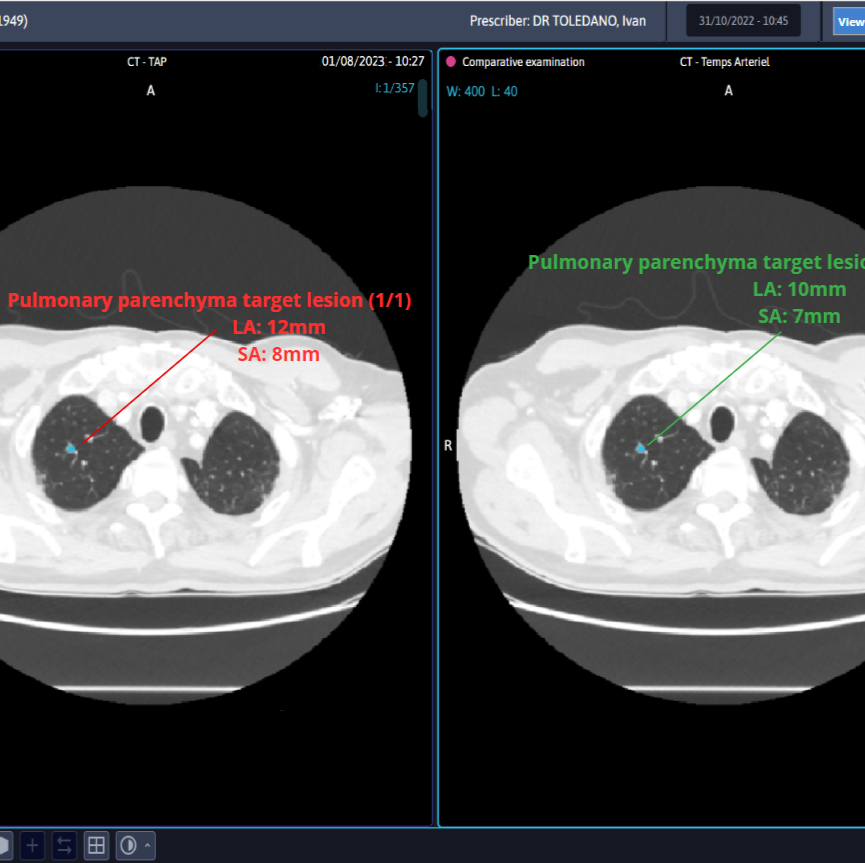 1949)
Prescriber: DR TOLEDANO, Ivan
31/10/2022 - 10:45
View
CT - TAP
01/08/2023 - 10:27
A
I: 1/357
Comparative examination
CT - Temps Arteriel
W: 400 L: 40
A
Pulmonary parenchyma target lesion (1/1)
LA: 12mm
SA: 8mm
Pulmonary parenchyma target lesio
LA: 10mm
SA: 7mm
R